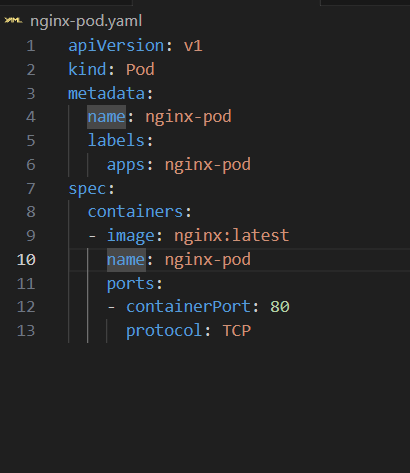 YAML nginx-pod.yaml
1 apiVersion: v1
2 kind: Pod
3 metadata:
4   name: nginx-pod
5   labels:
6     apps: nginx-pod
7 spec:
8   containers:
9   - image: nginx:latest
10     name: nginx-pod
11     ports:
12     - containerPort: 80
13       protocol: TCP